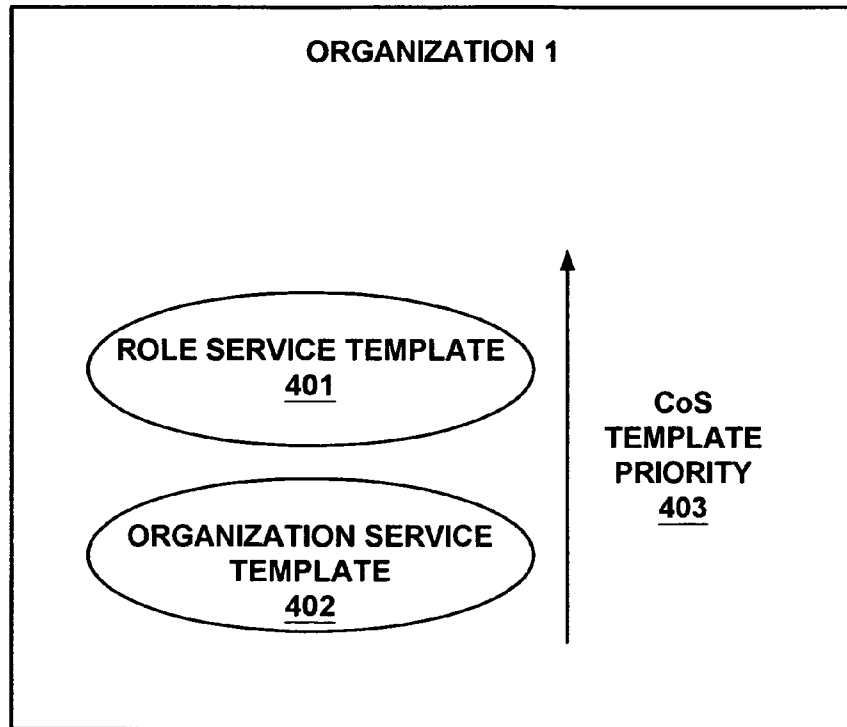 ORGANIZATION 1
ROLE SERVICE TEMPLATE
401
ORGANIZATION SERVICE
TEMPLATE
402
CoS
TEMPLATE
PRIORITY
403